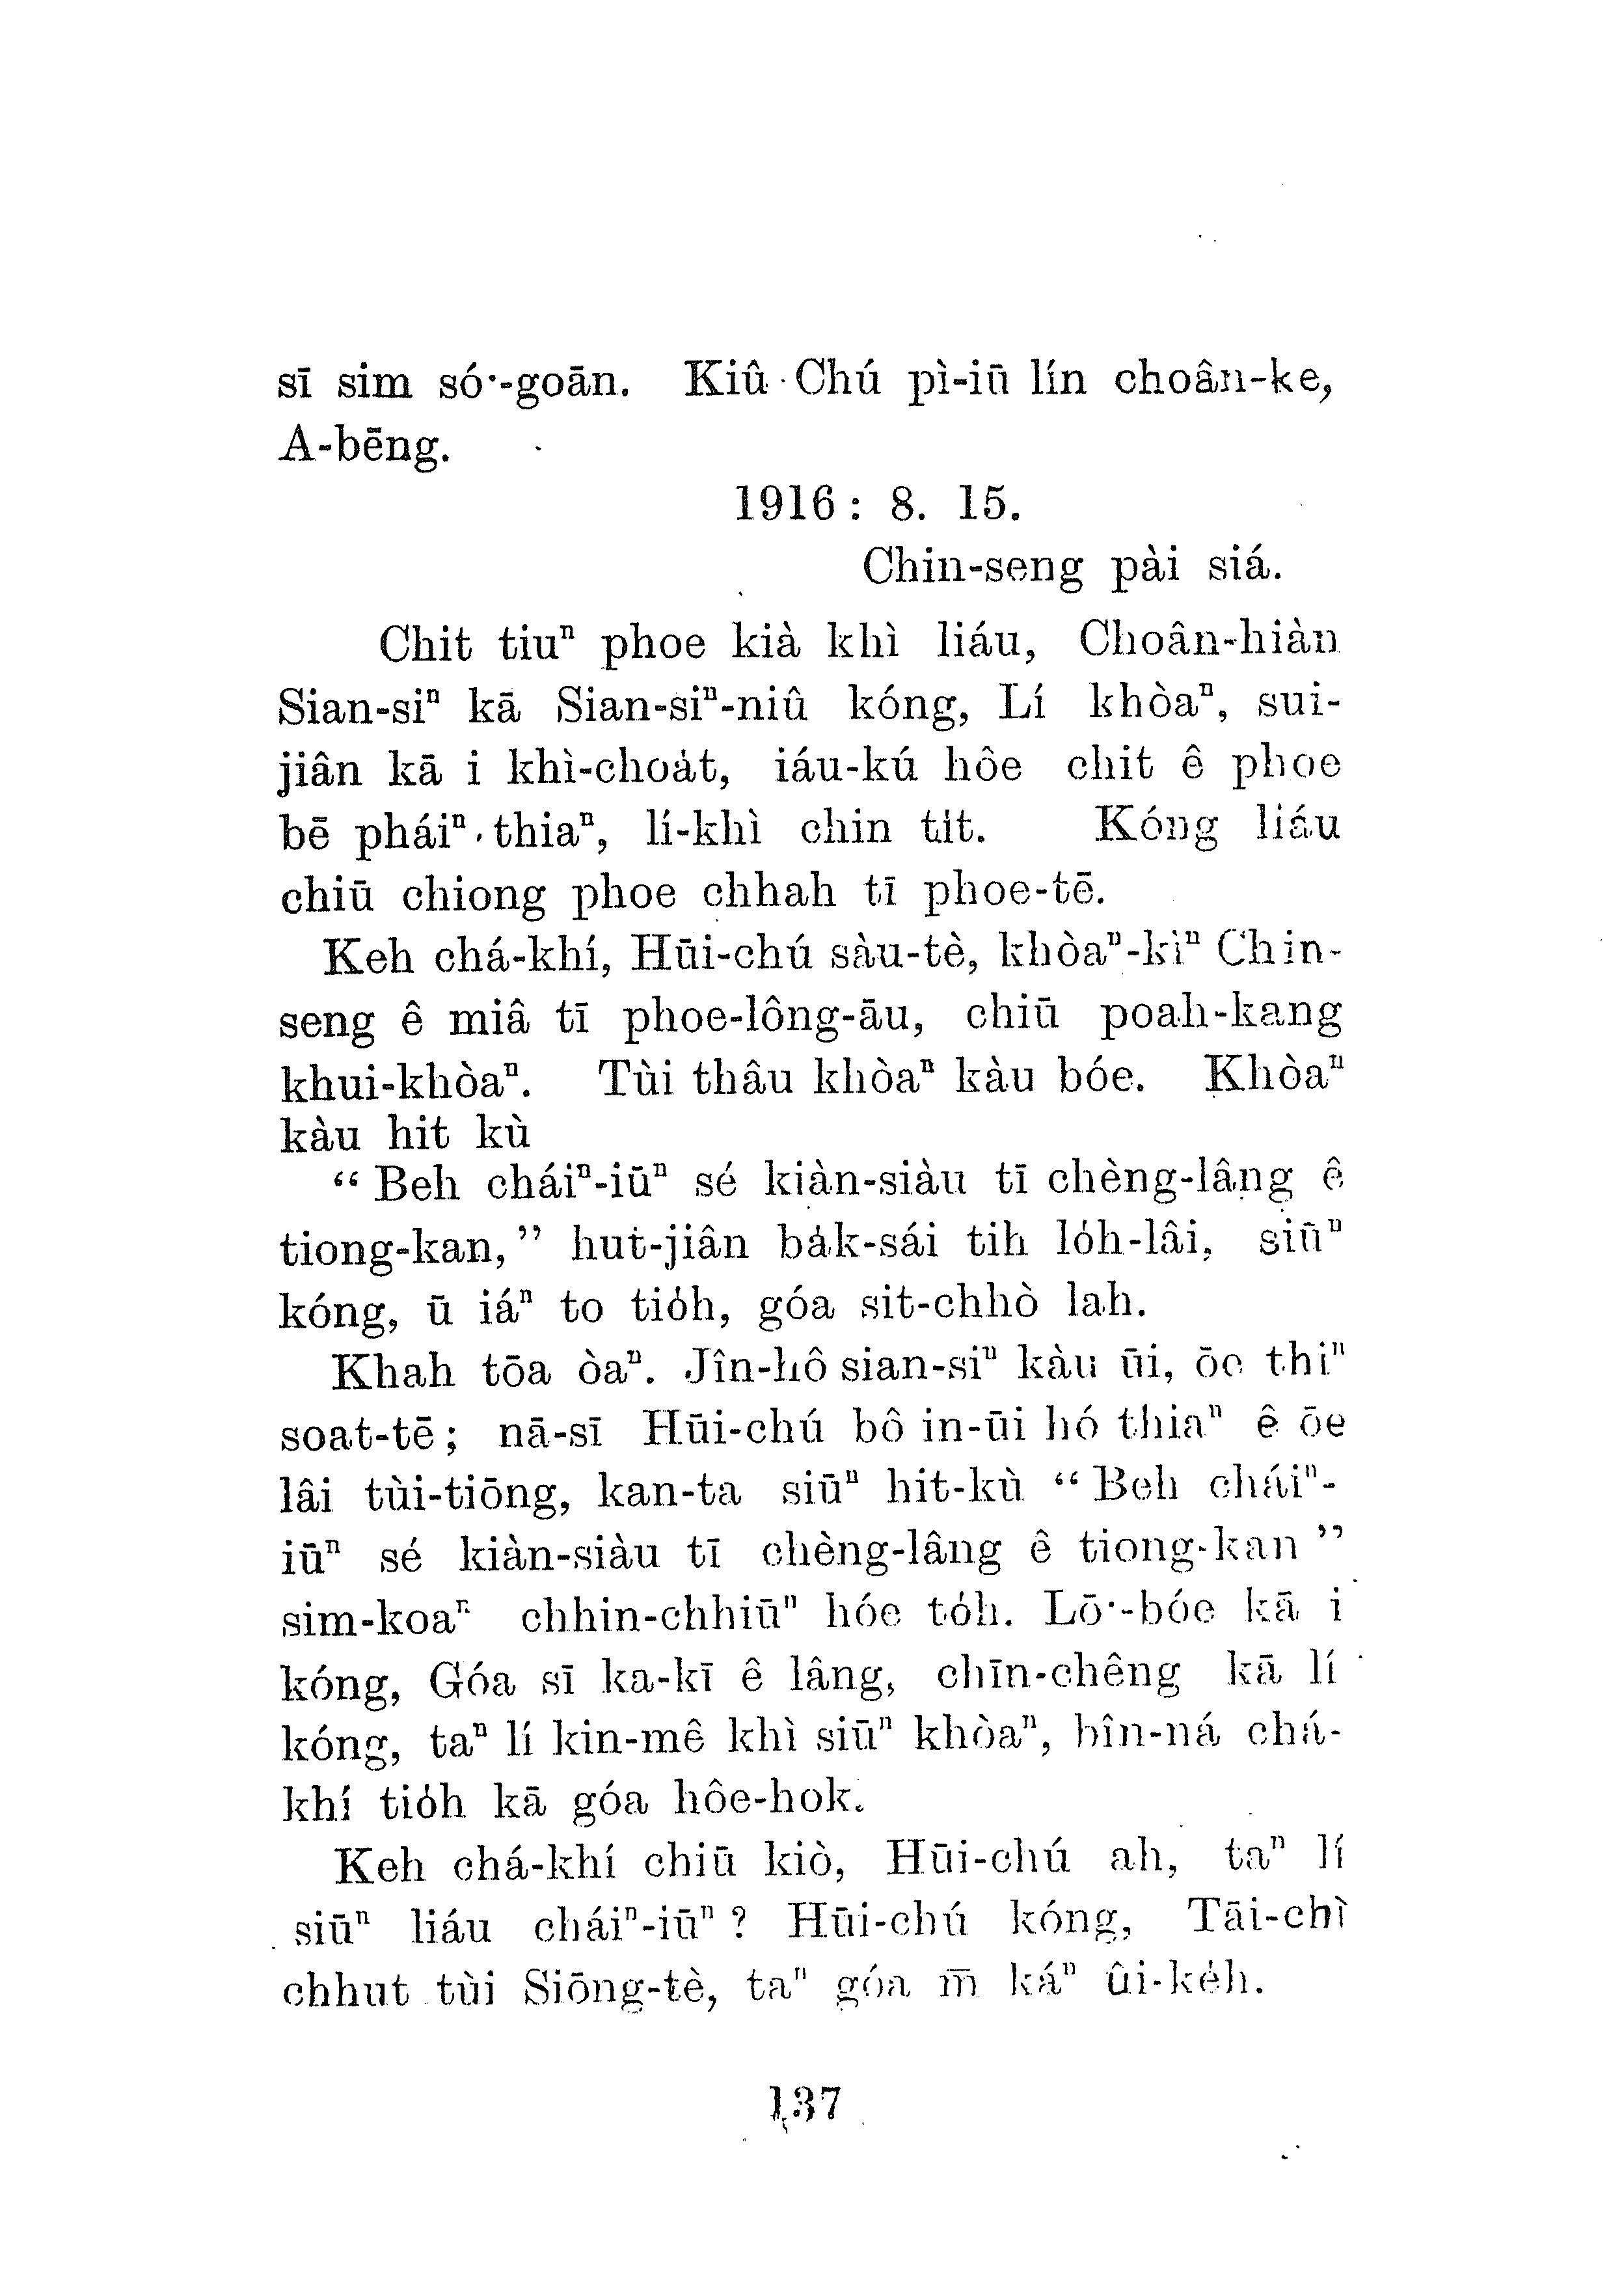 sī sim só͘-goān. Kiû Chú pì-iū lín choân-ke,
A-bēng.
1916: 8. 15.
Chin-seng pài siá.
Chit tiuⁿ phoe kià khì liáu, Choân-hiàn
Sian-siⁿ kā Sian-siⁿ-niû kóng, Lí khòaⁿ, sui-
jiân kā i khì-choa̍t, iáu-kú hôe chit ê phoe
bē pháiⁿ-thiaⁿ, lí-khì chin ti̍t. Kóng liáu
chiū chiong phoe chhah tī phoe-tē.
Keh chá-khí, Hūi-chú sàu-tè, khòaⁿ-kìⁿ Chin-
seng ê miâ tī phoe-lông-āu, chiū poah-kang
khui-khòaⁿ. Tùi thâu khòaⁿ kàu bóe. Khòaⁿ
kàu hit kù
“Beh cháiⁿ-iūⁿ sé kiàn-siàu tī chèng-lâng ê
tiong-kan,” hut-jiân ba̍k-sái tih lo̍h-lâi, siūⁿ
kóng, ū iáⁿ to tio̍h, góa sit-chhò lah.
Khah tōa òaⁿ. Jîn-hô sian-siⁿ kàu ūi, ōe thiⁿ
soat-tē; nā-sī Hūi-chú bô in-ūi hó thiaⁿ ê ōe
lâi tùi-tiōng, kan-ta siūⁿ hit-kù “Beh cháiⁿ-
iūⁿ sé kiàn-siàu tī chèng-lâng ê tiong-kan”
sim-koaⁿ chhin-chhiūⁿ hóe to̍h. Lō͘-bóe kā i
kóng, Góa sī ka-kī ê lâng, chīn-chêng kā lí
kóng, taⁿ lí kin-mê khì siūⁿ khòaⁿ, bîn-ná chá-
khí tio̍h kā góa hôe-hok.
Keh chá-khí chiū kiò, Hūi-chú ah, taⁿ lí
siūⁿ liáu cháiⁿ-iūⁿ? Hūi-chú kóng, Tāi-chì
chhut tùi Siōng-tè, taⁿ góa m̄ káⁿ ûi-ke̍h.
137